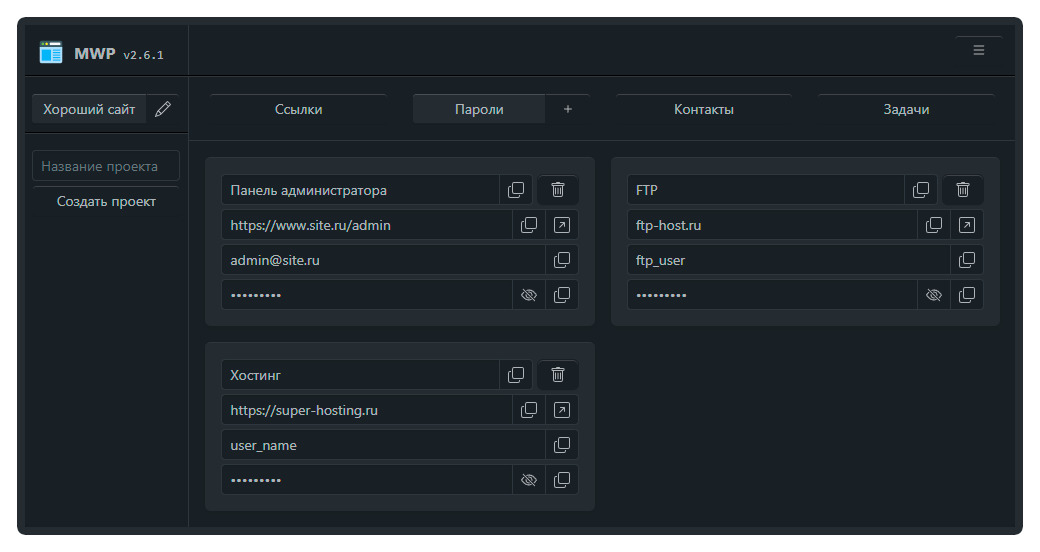 MWP v2.6.1
Хороший сайт
Ссылки
Пароли
+
Контакты
Задачи
Название проекта
Создать проект
Панель администратора
https://www.site.ru/admin
admin@site.ru
•••••••••
FTP
ftp-host.ru
ftp_user
•••••••••
Хостинг
https://super-hosting.ru
user_name
•••••••••